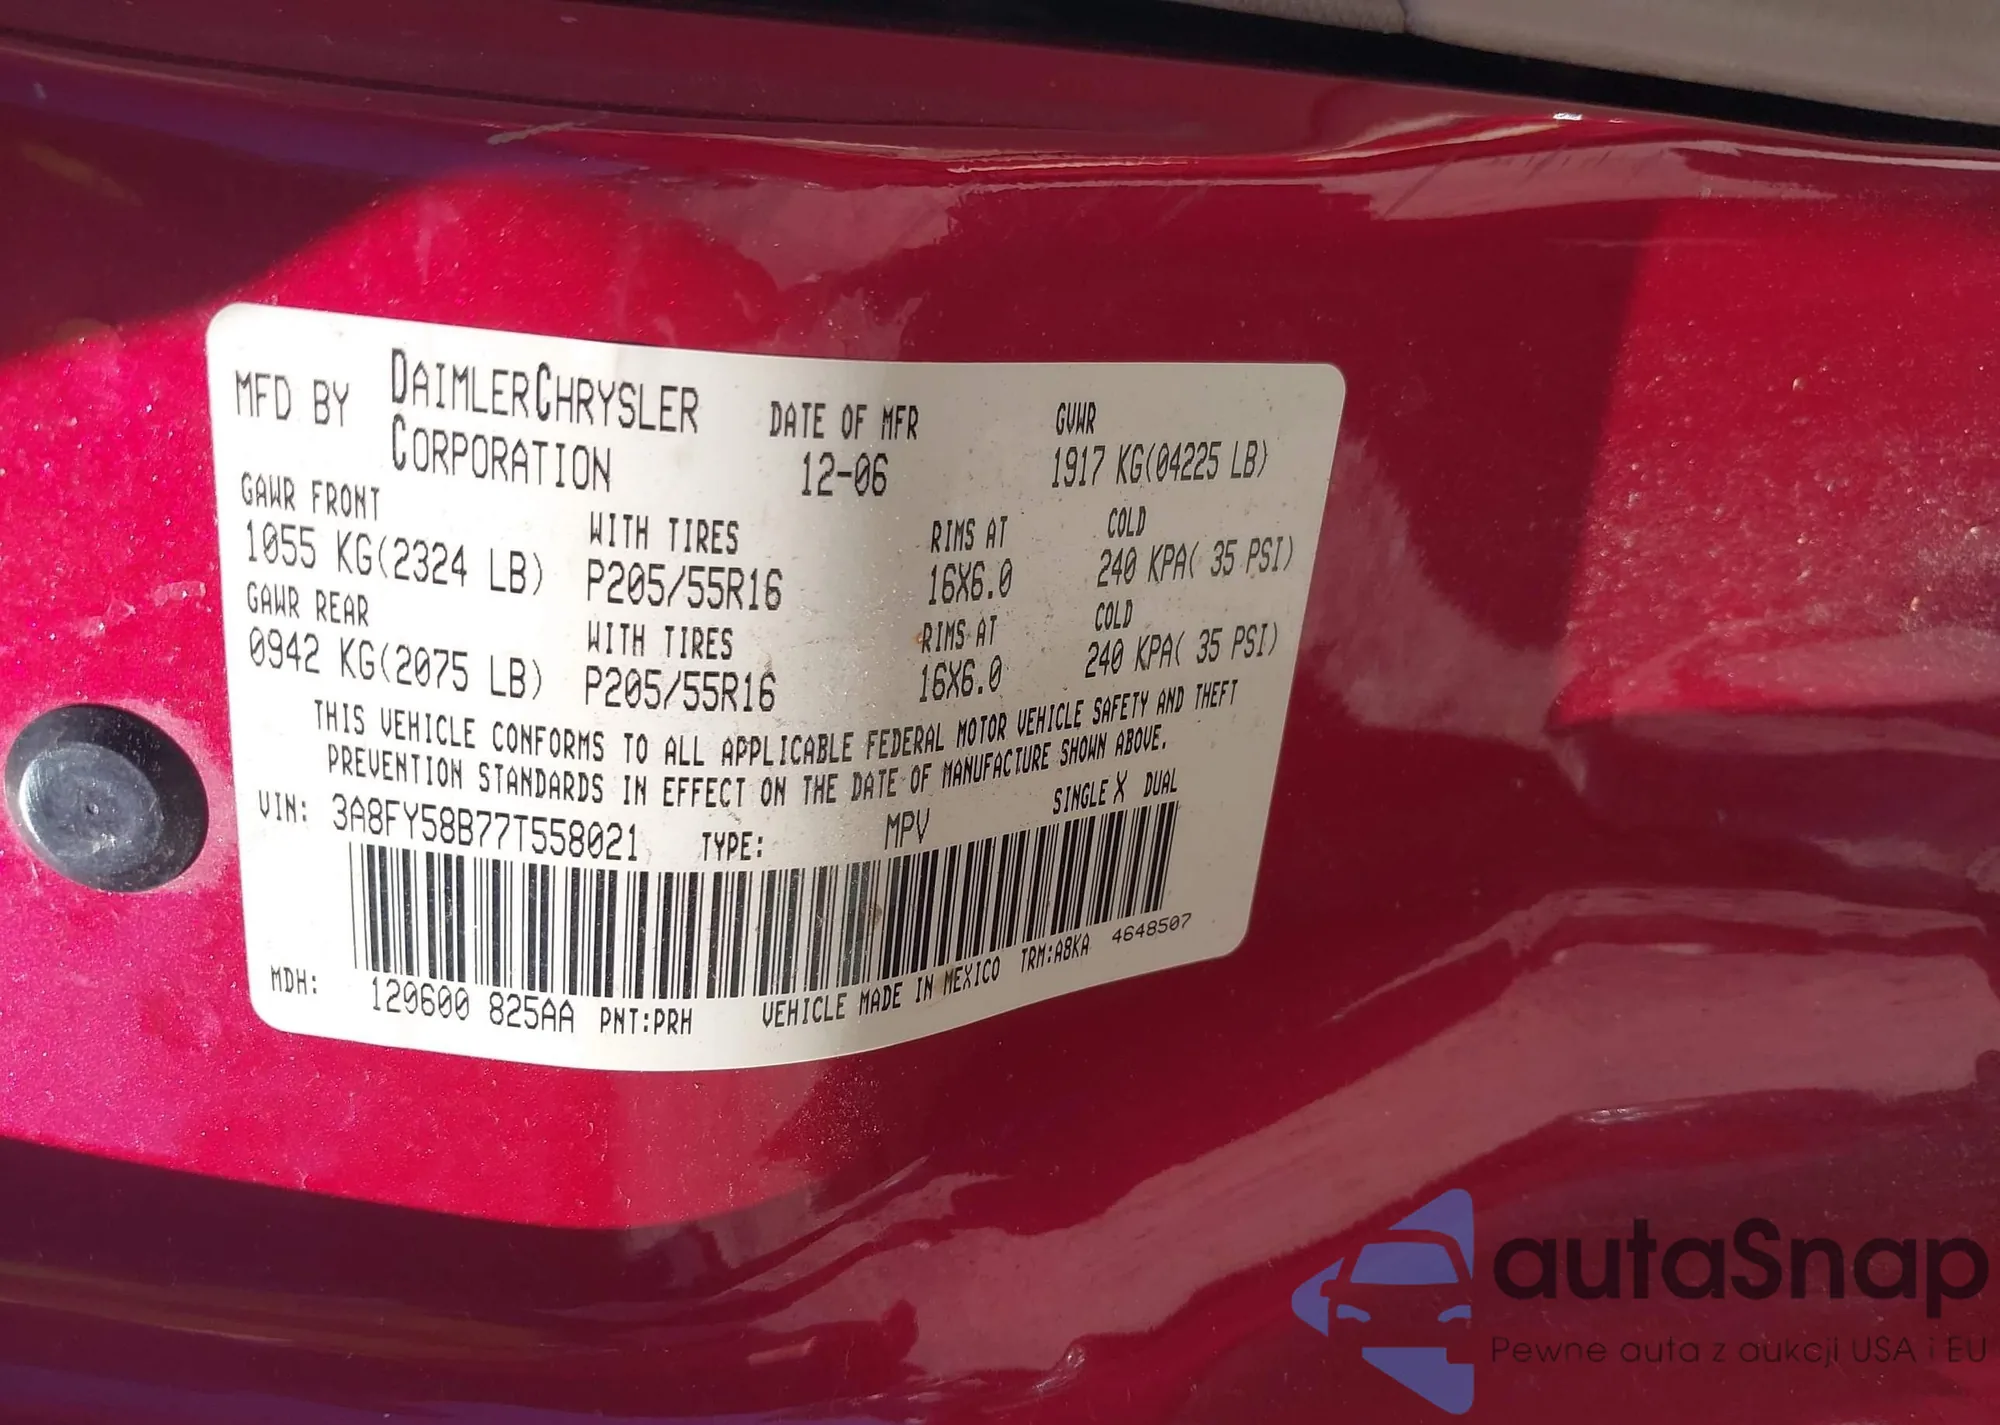 MFD BY DAIMLERCHRYSLER CORPORATION DATE OF MFR 12-06 GVWR 1917 KG(04225 LB)
GAWR FRONT WITH TIRES RIMS AT COLD
1055 KG(2324 LB) P205/55R16 16X6.0 240 KPA( 35 PSI)
GAWR REAR WITH TIRES RIMS AT COLD
0942 KG(2075 LB) P205/55R16 16X6.0 240 KPA( 35 PSI)
THIS VEHICLE CONFORMS TO ALL APPLICABLE FEDERAL MOTOR VEHICLE SAFETY AND THEFT
PREVENTION STANDARDS IN EFFECT ON THE DATE OF MANUFACTURE SHOWN ABOVE.
VIN: 3A8FY58B77T558021 TYPE: MPV SINGLE X DUAL
MDH: 120600 825AA PNT:PRH VEHICLE MADE IN MEXICO TRM:A8KA 4648507
autaSnap
Pewne auta z aukcji USA i EU